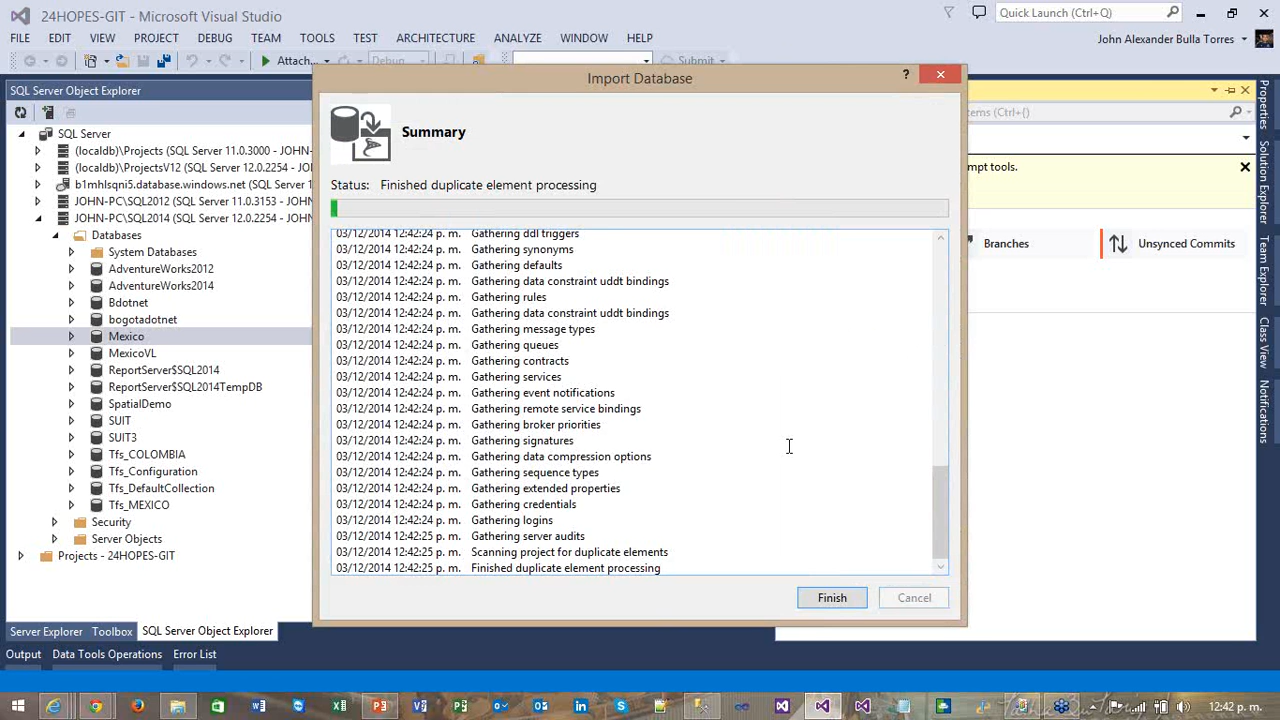 24HOPES-GIT - Microsoft Visual Studio
Quick Launch (Ctrl+Q)
FILE EDIT VIEW PROJECT DEBUG TEAM TOOLS TEST ARCHITECTURE ANALYZE WINDOW HELP
John Alexander Bulla Torres
Attach... Debug Submit
SQL Server Object Explorer
Import Database
SQL Server
(localdb)\Projects (SQL Server 11.0.3000 - JOHN
(localdb)\ProjectsV12 (SQL Server 12.0.2254 - JOHN
b1mhlsqni5.database.windows.net (SQL Server 1
JOHN-PC\SQL2012 (SQL Server 11.0.3153 - JOHN-
JOHN-PC\SQL2014 (SQL Server 12.0.2254 - JOHN-
Databases
System Databases
AdventureWorks2012
AdventureWorks2014
Bdotnet
bogotadotnet
Mexico
MexicoVL
ReportServer$SQL2014
ReportServer$SQL2014TempDB
SpatialDemo
SUIT
SUIT3
Tfs_COLOMBIA
Tfs_Configuration
Tfs_DefaultCollection
Tfs_MEXICO
Security
Server Objects
Projects - 24HOPES-GIT
Summary
Status: Finished duplicate element processing
03/12/2014 12:42:24 p. m. Gathering ddl triggers
03/12/2014 12:42:24 p. m. Gathering synonyms
03/12/2014 12:42:24 p. m. Gathering defaults
03/12/2014 12:42:24 p. m. Gathering data constraint uddt bindings
03/12/2014 12:42:24 p. m. Gathering rules
03/12/2014 12:42:24 p. m. Gathering data constraint uddt bindings
03/12/2014 12:42:24 p. m. Gathering message types
03/12/2014 12:42:24 p. m. Gathering queues
03/12/2014 12:42:24 p. m. Gathering contracts
03/12/2014 12:42:24 p. m. Gathering services
03/12/2014 12:42:24 p. m. Gathering event notifications
03/12/2014 12:42:24 p. m. Gathering remote service bindings
03/12/2014 12:42:24 p. m. Gathering broker priorities
03/12/2014 12:42:24 p. m. Gathering signatures
03/12/2014 12:42:24 p. m. Gathering data compression options
03/12/2014 12:42:24 p. m. Gathering sequence types
03/12/2014 12:42:24 p. m. Gathering extended properties
03/12/2014 12:42:24 p. m. Gathering credentials
03/12/2014 12:42:24 p. m. Gathering logins
03/12/2014 12:42:25 p. m. Gathering server audits
03/12/2014 12:42:25 p. m. Scanning project for duplicate elements
03/12/2014 12:42:25 p. m. Finished duplicate element processing
Finish Cancel
tems (Ctrl+{)
mpt tools.
Branches Unsynced Commits
Properties
Solution Explorer
Team Explorer
Class View
Notifications
Server Explorer Toolbox SQL Server Object Explorer
Output Data Tools Operations Error List
12:42 p. m.